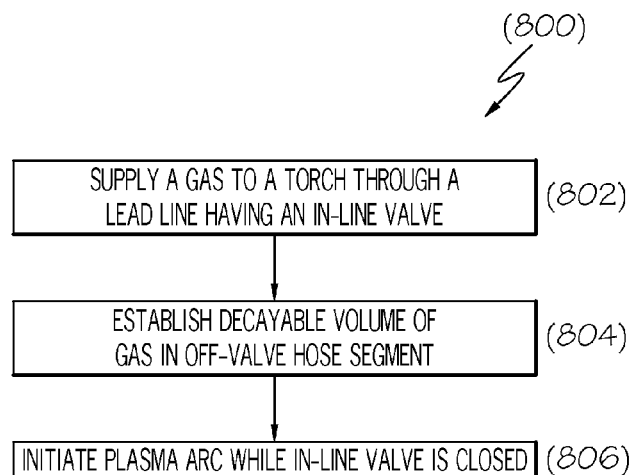 (800)
SUPPLY A GAS TO A TORCH THROUGH A
LEAD LINE HAVING AN IN-LINE VALVE
(802)
ESTABLISH DECAYABLE VOLUME OF
GAS IN OFF-VALVE HOSE SEGMENT
(804)
INITIATE PLASMA ARC WHILE IN-LINE VALVE IS CLOSED
(806)